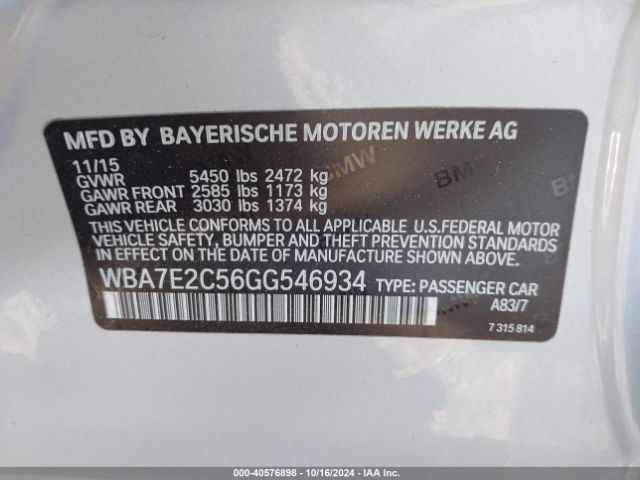 MFD BY BAYERISCHE MOTOREN WERKE AG
11/15
GVWR 5450 lbs 2472 kg
GAWR FRONT 2585 lbs 1173 kg
GAWR REAR 3030 lbs 1374 kg
THIS VEHICLE CONFORMS TO ALL APPLICABLE U.S.FEDERAL MOTOR
VEHICLE SAFETY, BUMPER AND THEFT PREVENTION STANDARDS
IN EFFECT ON THE DATE OF MANUFACTURE SHOWN ABOVE.
WBA7E2C56GG546934 TYPE: PASSENGER CAR
A83/7
7 315 814
BMW
BMW
000-40576898 - 10/16/2024 - IAA Inc.